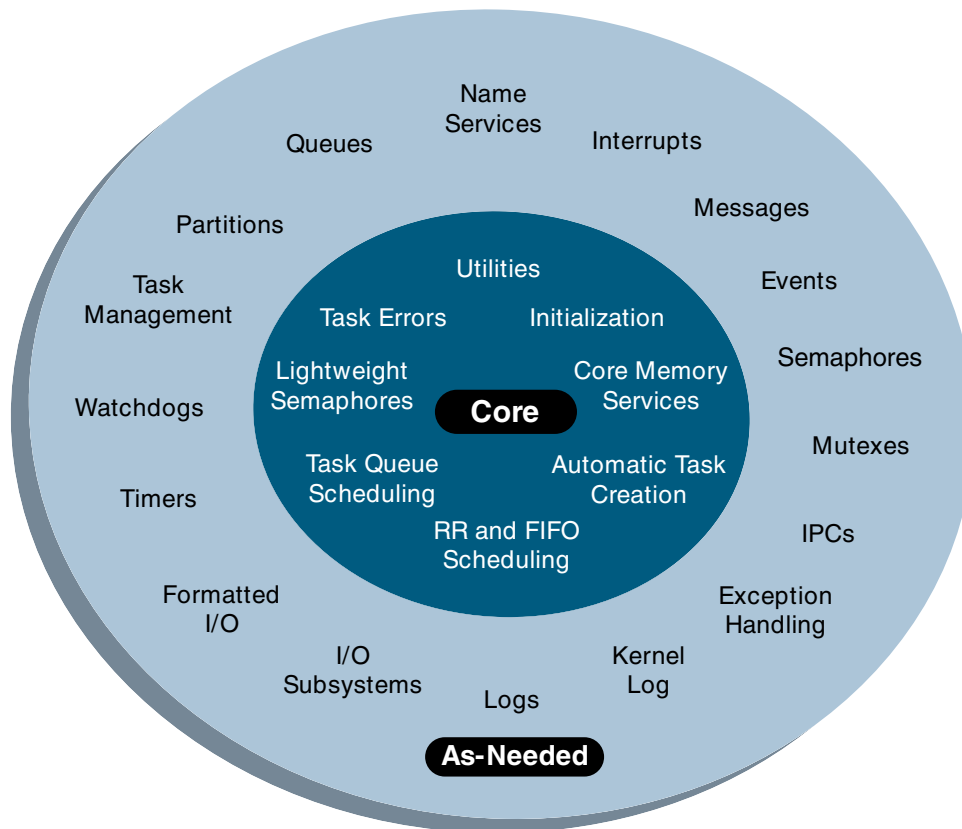 Name
Services
Queues
Interrupts
Messages
Partitions
Utilities
Events
Task
Management
Task Errors
Initialization
Semaphores
Lightweight
Semaphores
Core Memory
Services
Core
Watchdogs
Mutexes
Task Queue
Scheduling
Automatic Task
Creation
Timers
RR and FIFO
Scheduling
IPCs
Formatted
I/O
Exception
Handling
I/O
Subsystems
Kernel
Log
Logs
As-Needed